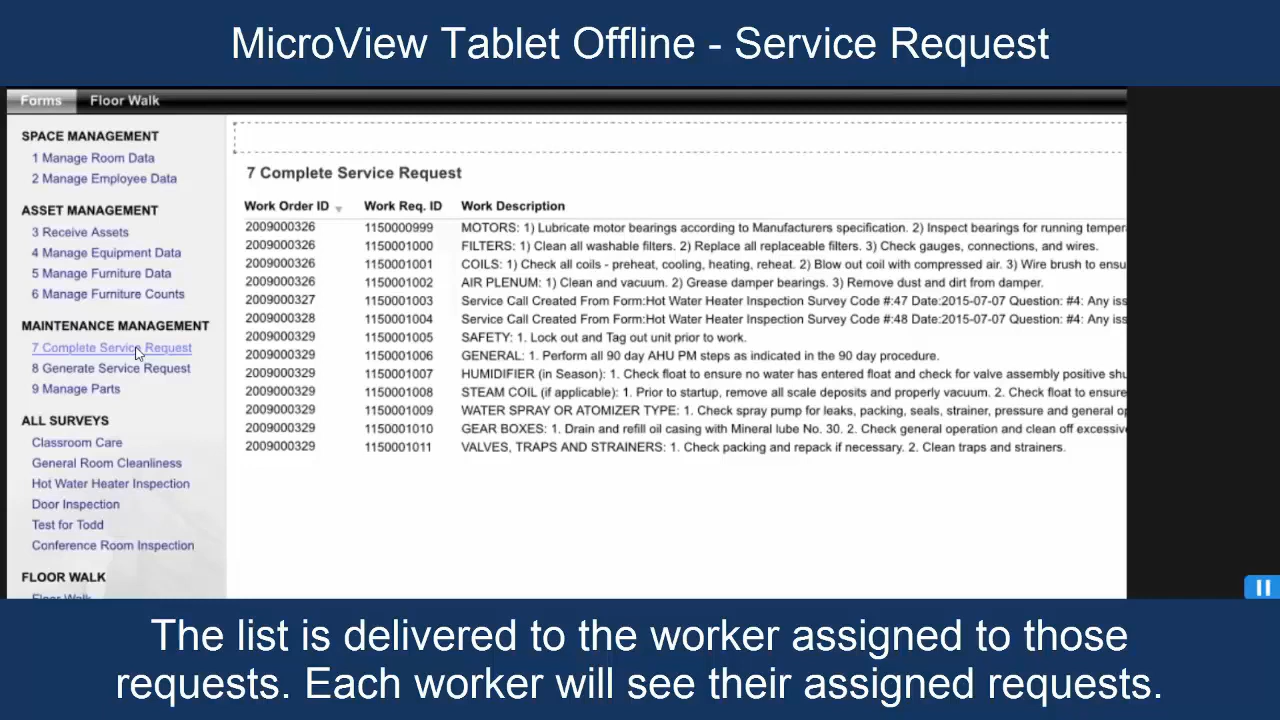 MicroView Tablet Offline - Service Request
Forms Floor Walk
SPACE MANAGEMENT
1 Manage Room Data
2 Manage Employee Data
ASSET MANAGEMENT
3 Receive Assets
4 Manage Equipment Data
5 Manage Furniture Data
6 Manage Furniture Counts
MAINTENANCE MANAGEMENT
7 Complete Service Request
8 Generate Service Request
9 Manage Parts
ALL SURVEYS
Classroom Care
General Room Cleanliness
Hot Water Heater Inspection
Door Inspection
Test for Todd
Conference Room Inspection
FLOOR WALK
Floor Walk
7 Complete Service Request
Work Order ID Work Req. ID Work Description
2009000326 1150000999 MOTORS: 1) Lubricate motor bearings according to Manufacturers specification. 2) Inspect bearings for running temper
2009000326 1150001000 FILTERS: 1) Clean all washable filters. 2) Replace all replaceable filters. 3) Check gauges, connections, and wires.
2009000326 1150001001 COILS: 1) Check all coils - preheat, cooling, heating, reheat. 2) Blow out coil with compressed air. 3) Wire brush to ensu
2009000326 1150001002 AIR PLENUM: 1) Clean and vacuum. 2) Grease damper bearings. 3) Remove dust and dirt from damper.
2009000327 1150001003 Service Call Created From Form:Hot Water Heater Inspection Survey Code #:47 Date:2015-07-07 Question: #4: Any iss
2009000328 1150001004 Service Call Created From Form:Hot Water Heater Inspection Survey Code #:48 Date:2015-07-07 Question: #4: Any iss
2009000329 1150001005 SAFETY: 1. Lock out and Tag out unit prior to work.
2009000329 1150001006 GENERAL: 1. Perform all 90 day AHU PM steps as indicated in the 90 day procedure.
2009000329 1150001007 HUMIDIFIER (in Season): 1. Check float to ensure no water has entered float and check for valve assembly positive shu
2009000329 1150001008 STEAM COIL (if applicable): 1. Prior to startup, remove all scale deposits and properly vacuum. 2. Check float to ensure
2009000329 1150001009 WATER SPRAY OR ATOMIZER TYPE: 1. Check spray pump for leaks, packing, seals, strainer, pressure and general op
2009000329 1150001010 GEAR BOXES: 1. Drain and refill oil casing with Mineral lube No. 30. 2. Check general operation and clean off excessive
2009000329 1150001011 VALVES, TRAPS AND STRAINERS: 1. Check packing and repack if necessary. 2. Clean traps and strainers.
The list is delivered to the worker assigned to those
requests. Each worker will see their assigned requests.